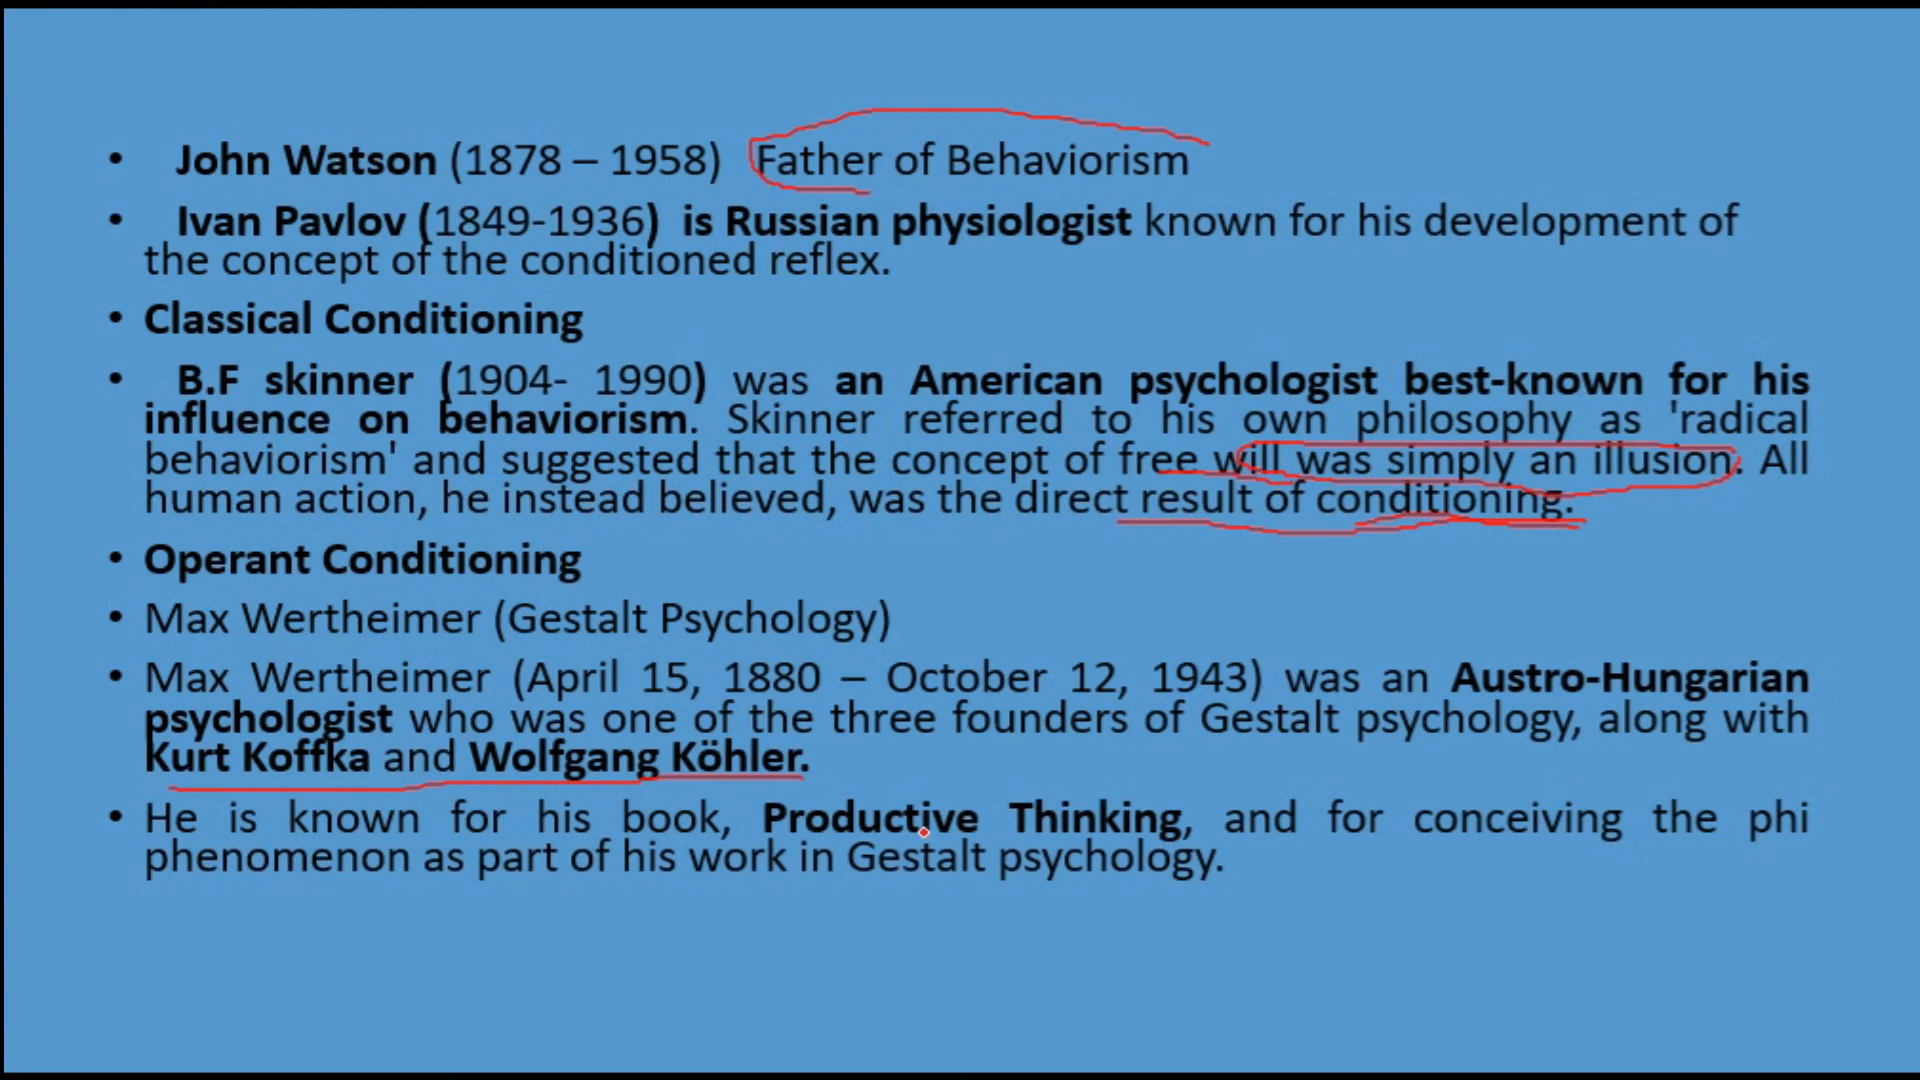 • John Watson (1878 – 1958) Father of Behaviorism
• Ivan Pavlov (1849-1936) is Russian physiologist known for his development of
the concept of the conditioned reflex.
• Classical Conditioning
• B.F skinner (1904- 1990) was an American psychologist best-known for his
influence on behaviorism. Skinner referred to his own philosophy as 'radical
behaviorism' and suggested that the concept of free will was simply an illusion. All
human action, he instead believed, was the direct result of conditioning.
• Operant Conditioning
• Max Wertheimer (Gestalt Psychology)
• Max Wertheimer (April 15, 1880 – October 12, 1943) was an Austro-Hungarian
psychologist who was one of the three founders of Gestalt psychology, along with
Kurt Koffka and Wolfgang Köhler.
• He is known for his book, Productive Thinking, and for conceiving the phi
phenomenon as part of his work in Gestalt psychology.